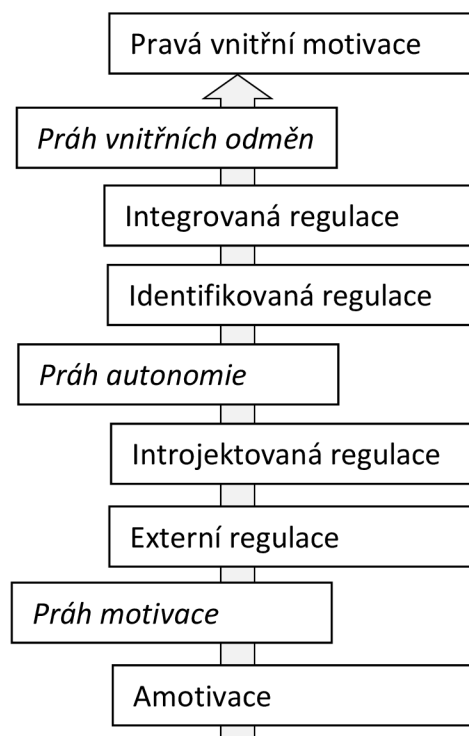 Pravá vnitřní motivace
Práh vnitřních odměn
Integrovaná regulace
Identifikovaná regulace
Práh autonomie
Introjektovaná regulace
Externí regulace
Práh motivace
Amotivace